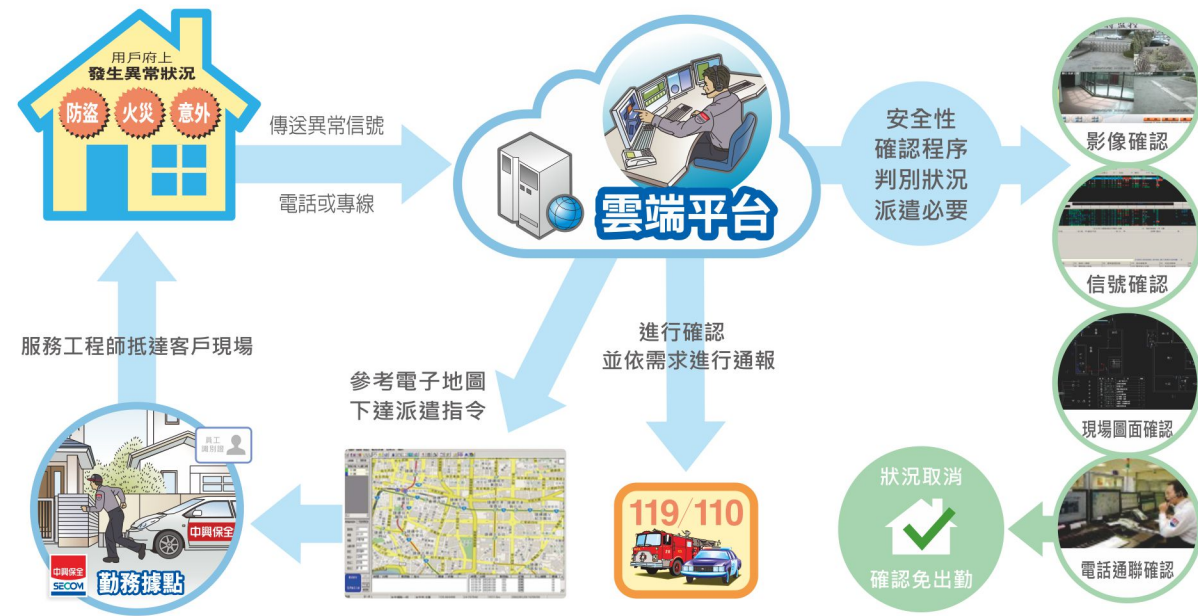 用戶府上
發生異常狀況
防盜
火災
意外
傳送異常信號
電話或專線
雲端平台
安全性
確認程序
判別狀況
派遣必要
影像確認
信號確認
現場圖面確認
電話通聯確認
狀況取消
確認免出勤
進行確認
並依需求進行通報
119/110
參考電子地圖
下達派遣指令
服務工程師抵達客戶現場
員工
識別證
中興保全
中興保全
SECOM
勤務據點